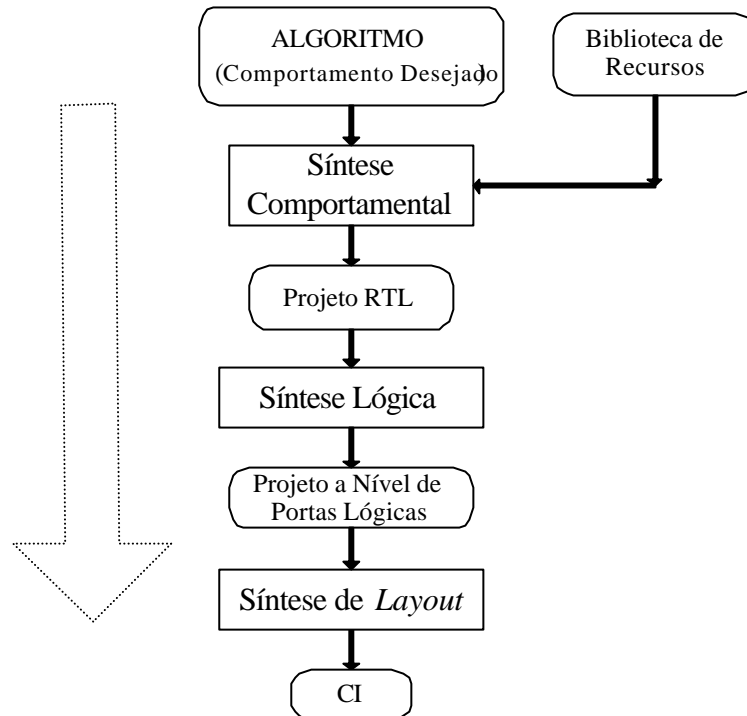 ALGORITMO
(Comportamento Desejado)
Biblioteca de
Recursos
Síntese
Comportamental
Projeto RTL
Síntese Lógica
Projeto a Nível de
Portas Lógicas
Síntese de Layout
CI